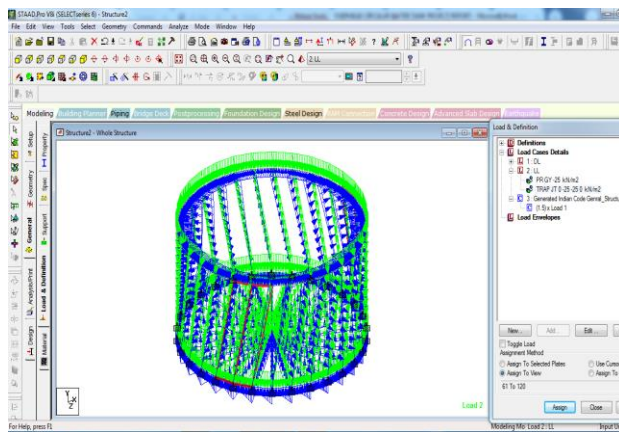 STAAD.Pro V8i (SELECTseries 6) - Structure2
File Edit View Tools Select Geometry Commands Analyze Mode Window Help
2: LL
Modeling Building Planner Piping Bridge Deck Postprocessing Foundation Design Steel Design RAM Connection Concrete Design Advanced Slab Design Earthquake
Structure2 - Whole Structure
Setup
Geometry
General
Analysis/Print
Design
Property
Spec
Support
Load & Definition
Material
Load 2
Load & Definition
Definitions
Load Cases Details
1 : DL
2 : LL
PR GY -25 kN/m2
TRAP JT 0 -25 -25 0 kN/m2
3 : Generated Indian Code Genral_Structu
(1.5) x Load 1
Load Envelopes
New... Add... Edit...
Toggle Load
Assignment Method
Assign To Selected Plates Use Curso
Assign To View Assign To
61 To 120
Assign Close
For Help, press F1
Modeling Mo Load 2 : LL Input U